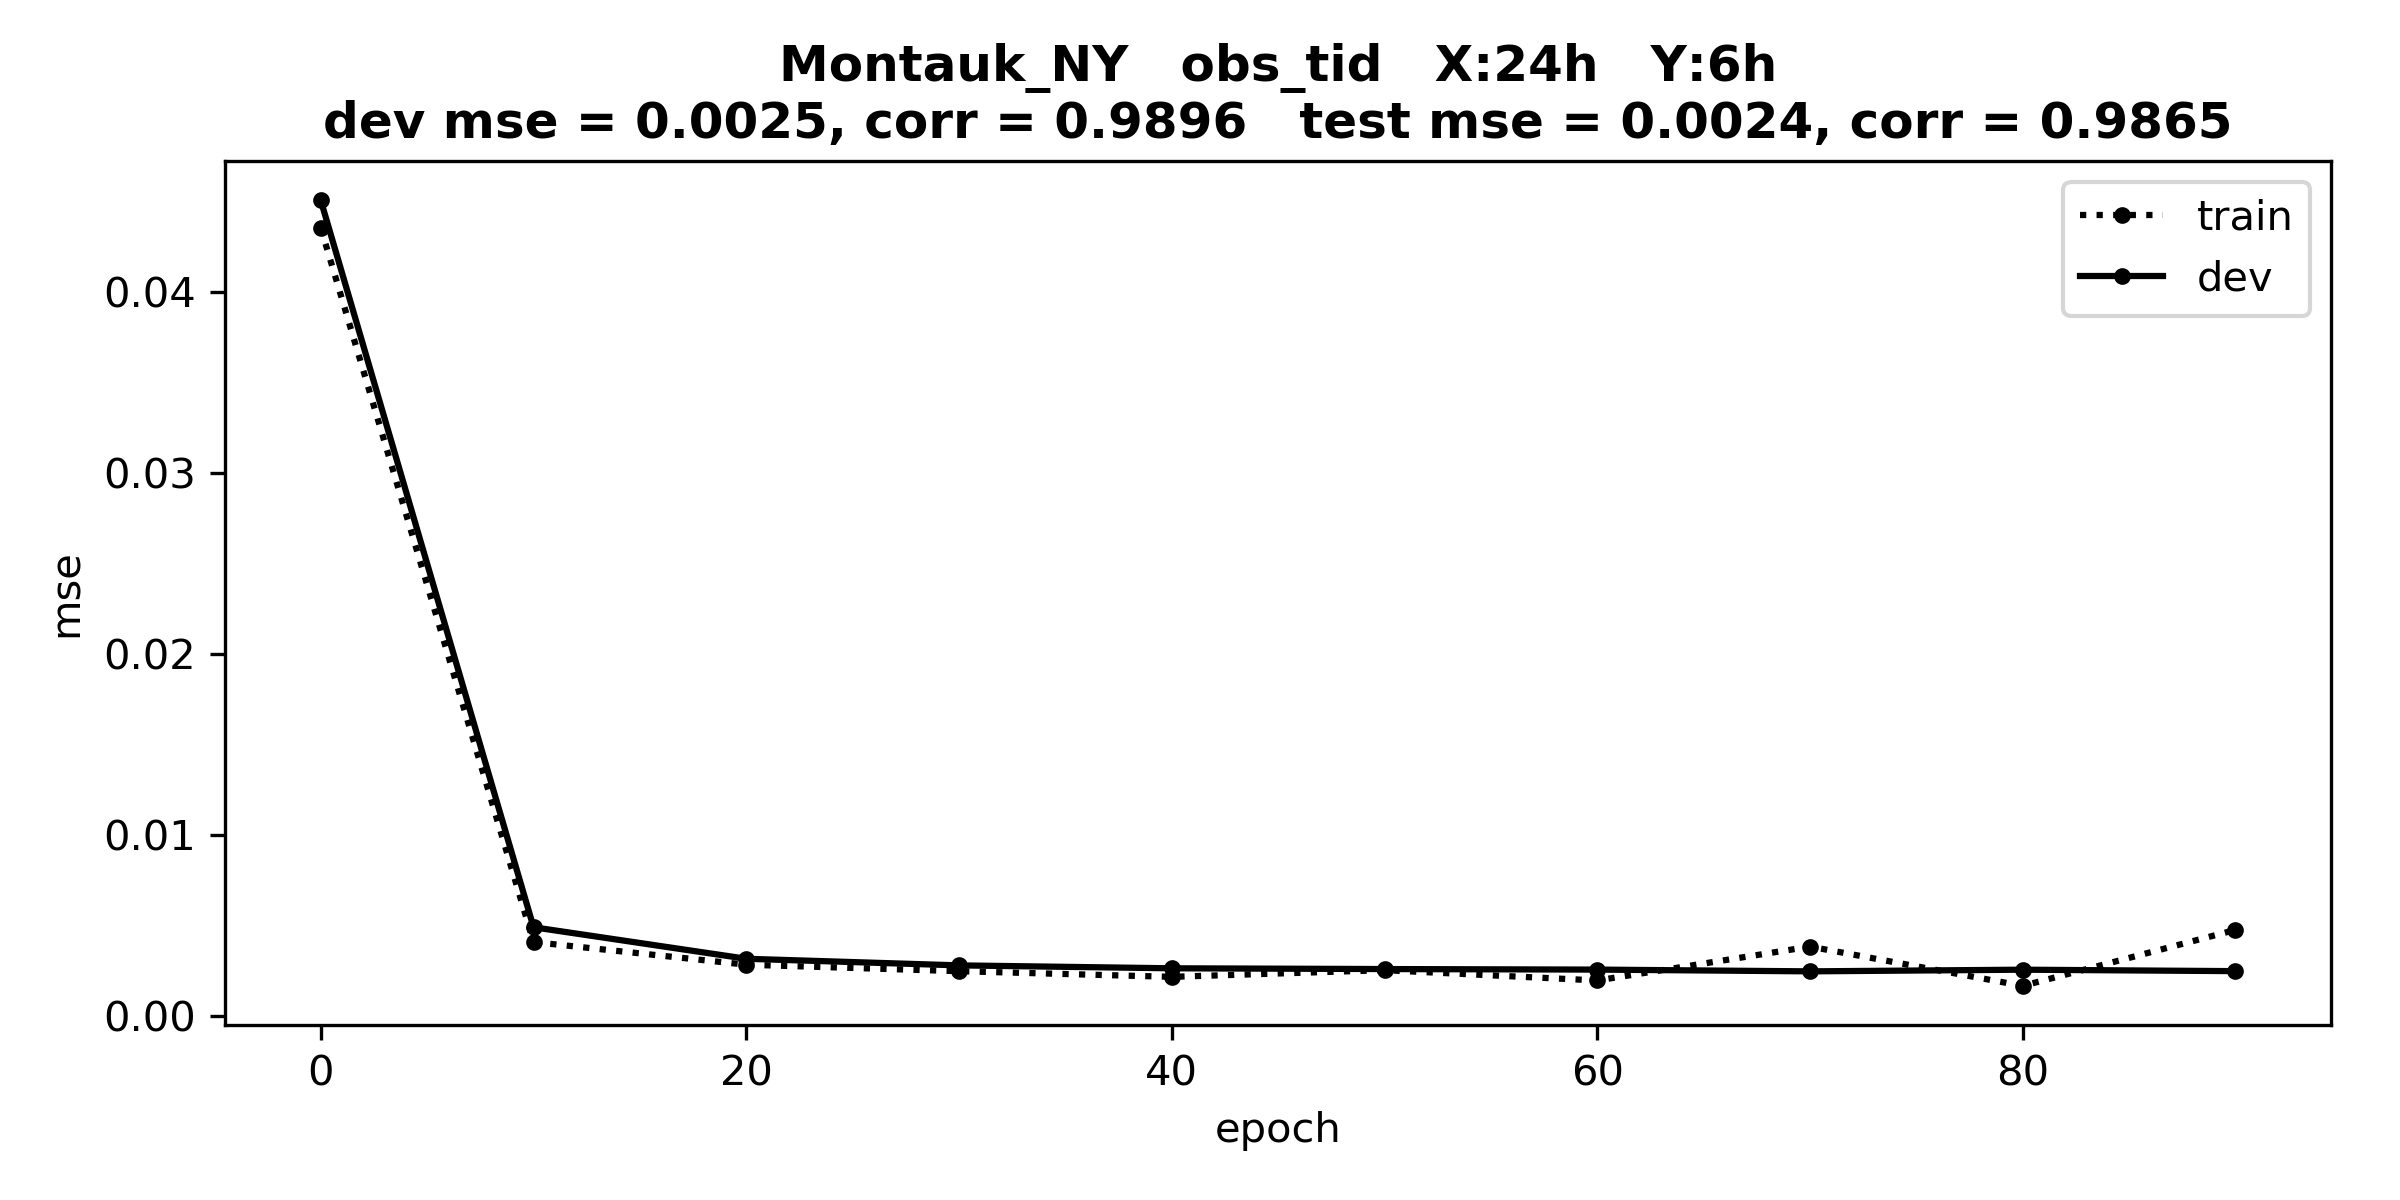 Montauk_NY obs_tid X:24h Y:6h
dev mse = 0.0025, corr = 0.9896 test mse = 0.0024, corr = 0.9865
train
dev
0.04
0.03
0.02
0.01
0.00
mse
0 20 40 60 80
epoch